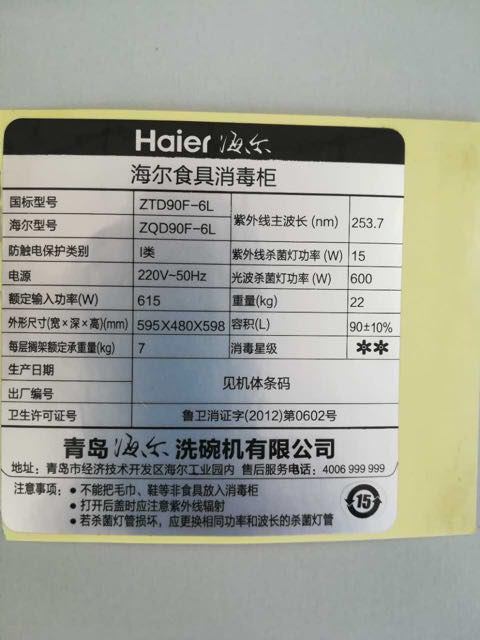 Haier 海尔
海尔食具消毒柜
国标型号 ZTD90F-6L
海尔型号 ZQD90F-6L
紫外线主波长 (nm) 253.7
防触电保护类别 I类 紫外线杀菌灯功率 (W) 15
电源 220V~50Hz 光波杀菌灯功率 (W) 600
额定输入功率(W) 615 重量(kg) 22
外形尺寸(宽×深×高)(mm) 595X480X598 容积(L) 90±10%
每层搁架额定承重量(kg) 7 消毒星级 **
生产日期
出厂编号
见机体条码
卫生许可证号 鲁卫消证字(2012)第0602号
青岛海尔洗碗机有限公司
地址：青岛市经济技术开发区海尔工业园内 售后服务电话：4006 999 999
注意事项：● 不能把毛巾、鞋等非食具放入消毒柜
● 打开后盖时应注意紫外线辐射
● 若杀菌灯管损坏，应更换相同功率和波长的杀菌灯管
15